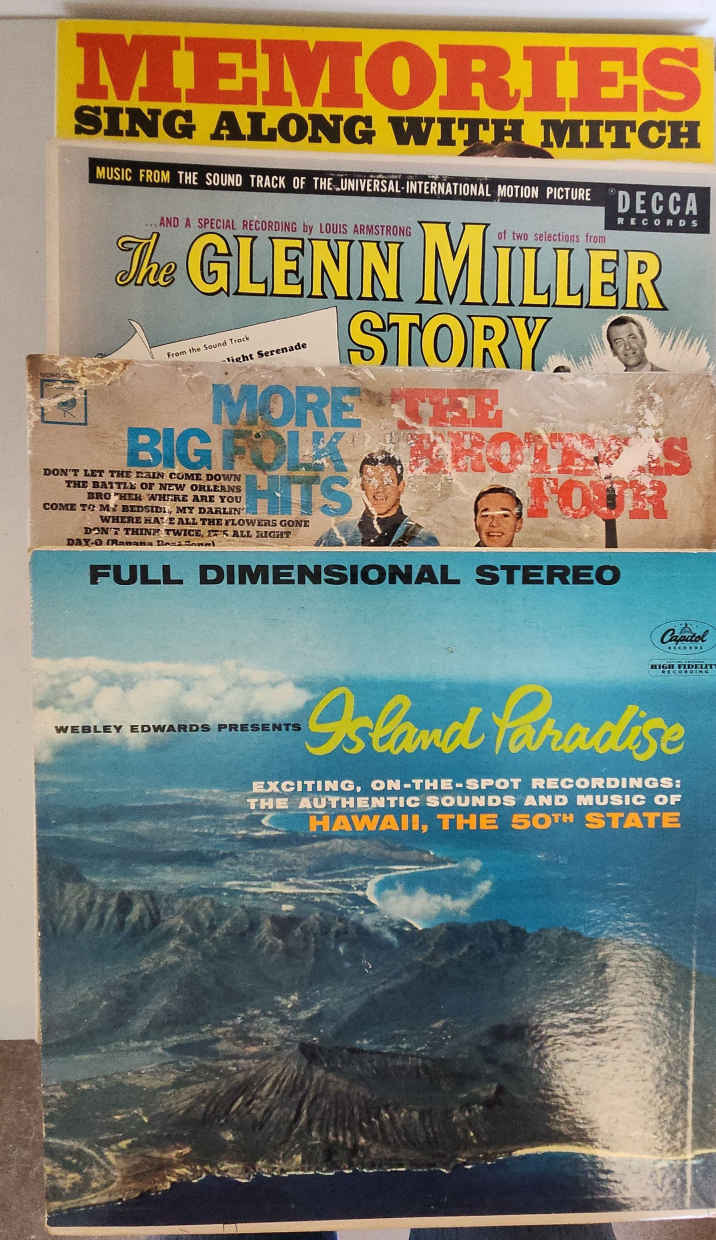 MEMORIES
SING ALONG WITH MITCH
MUSIC FROM THE SOUND TRACK OF THE UNIVERSAL-INTERNATIONAL MOTION PICTURE
DECCA
RECORDS
...AND A SPECIAL RECORDING by LOUIS ARMSTRONG of two selections from
The GLENN MILLER
STORY
From the Sound Track
light Serenade
MORE
BIG FOLK
HITS
THE
BROTHERS
FOUR
DON'T LET THE RAIN COME DOWN
THE BATTLE OF NEW ORLEANS
BROTHER WHERE ARE YOU
COME TO MY BEDSIDE, MY DARLIN'
WHERE HAVE ALL THE FLOWERS GONE
DON'T THINK TWICE, IT'S ALL RIGHT
DAY-O (Banana Boat Song)
FULL DIMENSIONAL STEREO
Capitol
RECORDS
HIGH FIDELITY
RECORDING
WEBLEY EDWARDS PRESENTS Island Paradise
EXCITING, ON-THE-SPOT RECORDINGS:
THE AUTHENTIC SOUNDS AND MUSIC OF
HAWAII, THE 50TH STATE